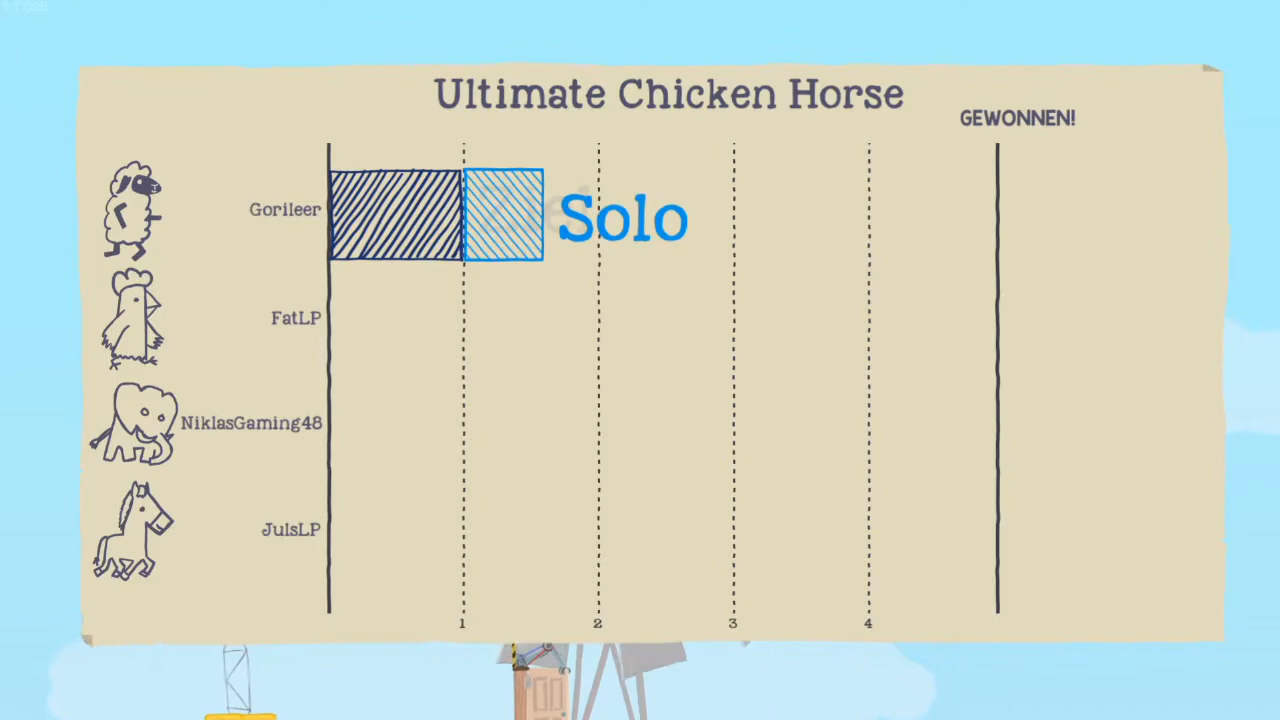 Ultimate Chicken Horse
GEWONNEN!
Gorileer
Solo
FatLP
NiklasGaming48
JulsLP
1 2 3 4